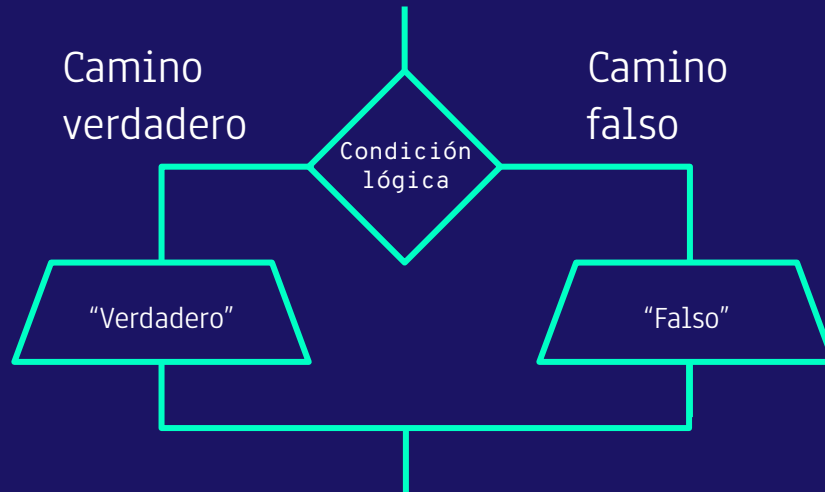 Camino
verdadero
Camino
falso
Condición
lógica
“Verdadero”
“Falso”